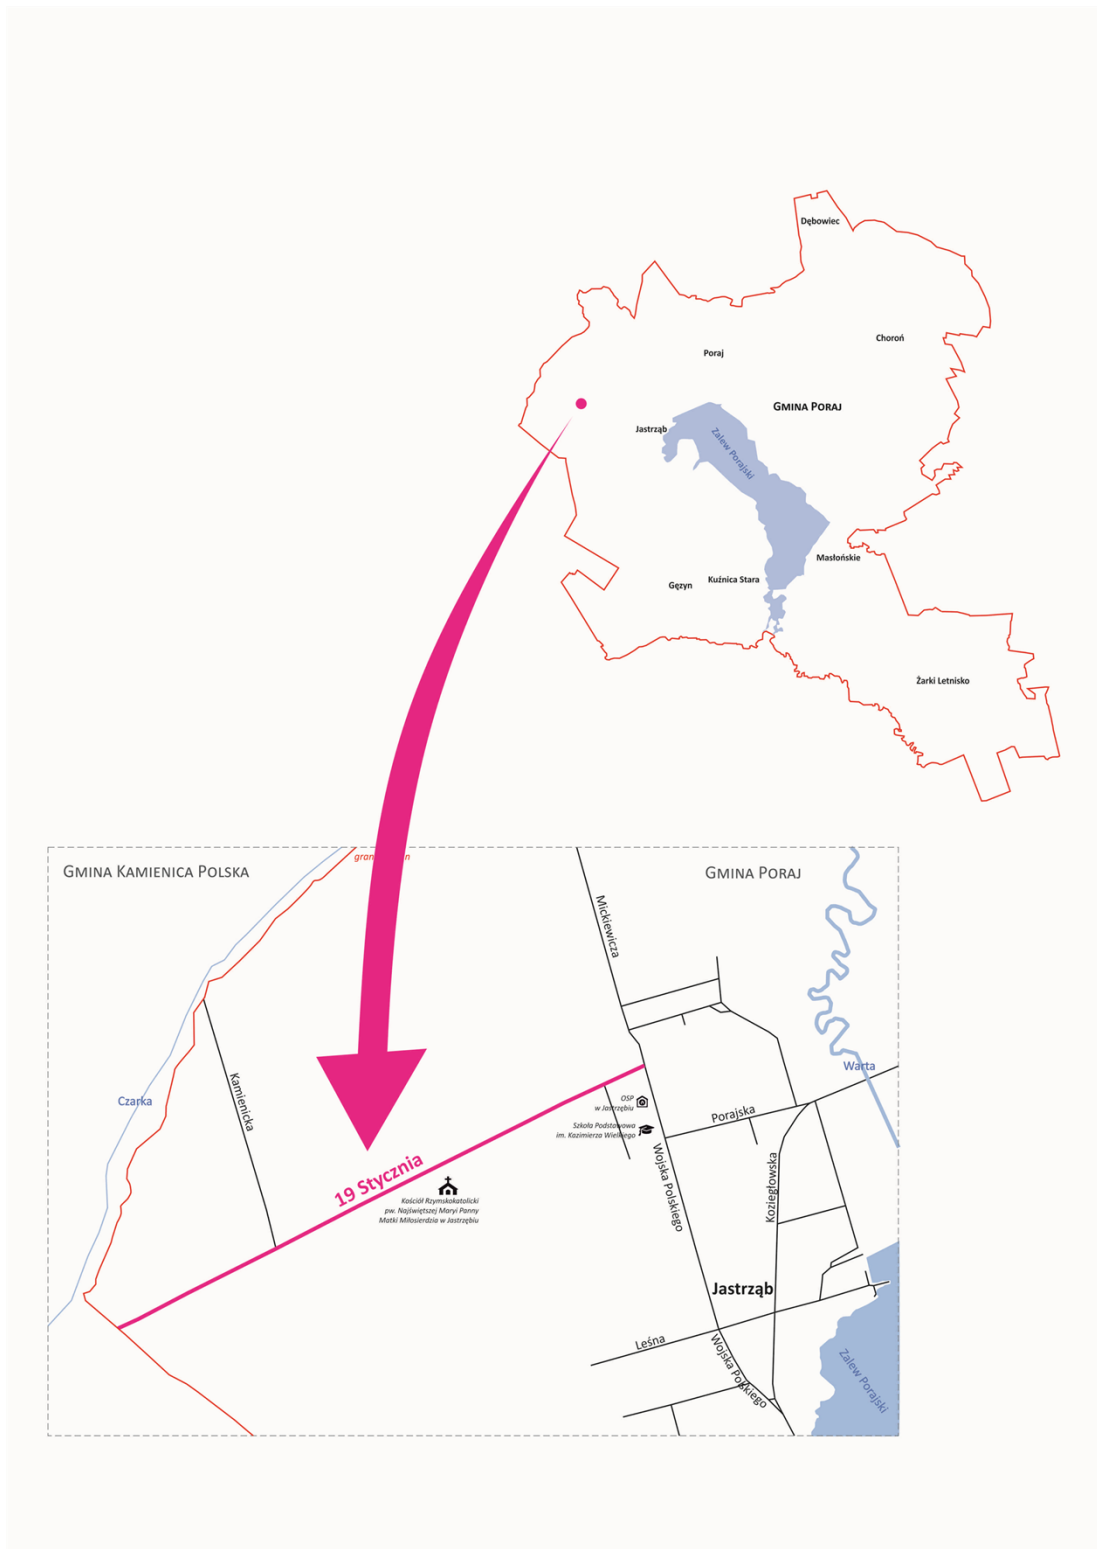 Dębowiec
Choroń
Poraj
GMINA PORAJ
Jastrząb
Zalew Porajski
Masłońskie
Kuźnica Stara
Gęzyn
Żarki Letnisko
GMINA KAMIENICA POLSKA
GMINA PORAJ
Mickiewicza
Warta
Czarka
Kamienicka
OSP
w Jastrzębiu
Porajska
Szkoła Podstawowa
im. Kazimierza Wielkiego
Wojska Polskiego
Koziegłowska
19 Stycznia
Kościół Rzymskokatolicki
pw. Najświętszej Maryi Panny
Matki Miłosierdzia w Jastrzębiu
Jastrząb
Leśna
Wojska Polskiego
Zalew Porajski